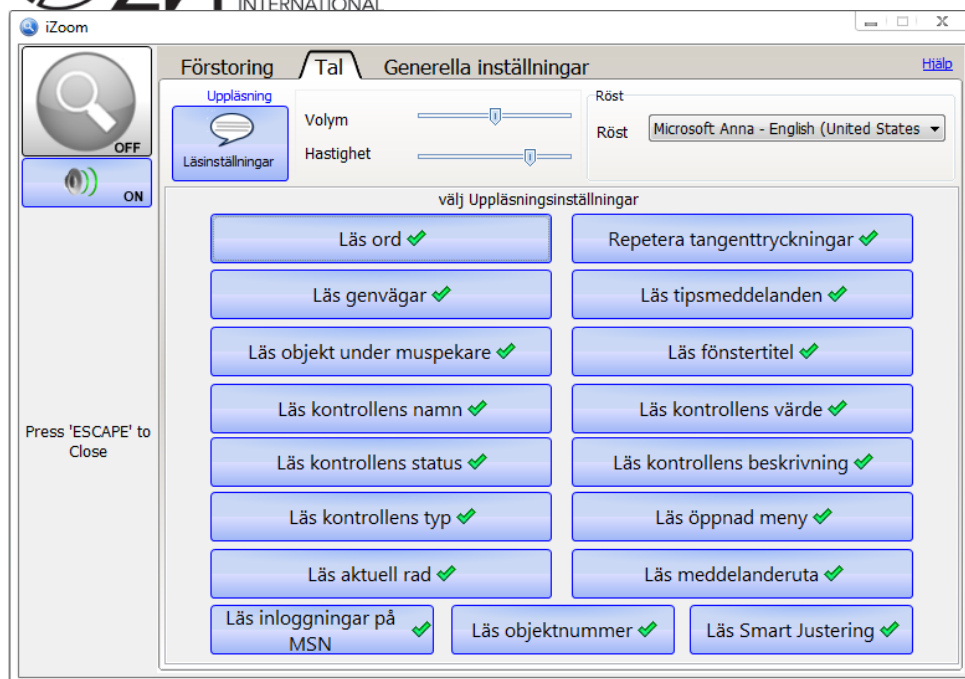 INTERNATIONAL
iZoom
Förstoring Tal Generella inställningar Hjälp
OFF
ON
Uppläsning
Läsinställningar
Volym
Hastighet
Röst
Röst Microsoft Anna - English (United States
välj Uppläsningsinställningar
Läs ord Repetera tangenttryckningar
Läs genvägar Läs tipsmeddelanden
Läs objekt under muspekare Läs fönstertitel
Läs kontrollens namn Läs kontrollens värde
Press 'ESCAPE' to
Close
Läs kontrollens status Läs kontrollens beskrivning
Läs kontrollens typ Läs öppnad meny
Läs aktuell rad Läs meddelanderuta
Läs inloggningar på
MSN
Läs objektnummer Läs Smart Justering